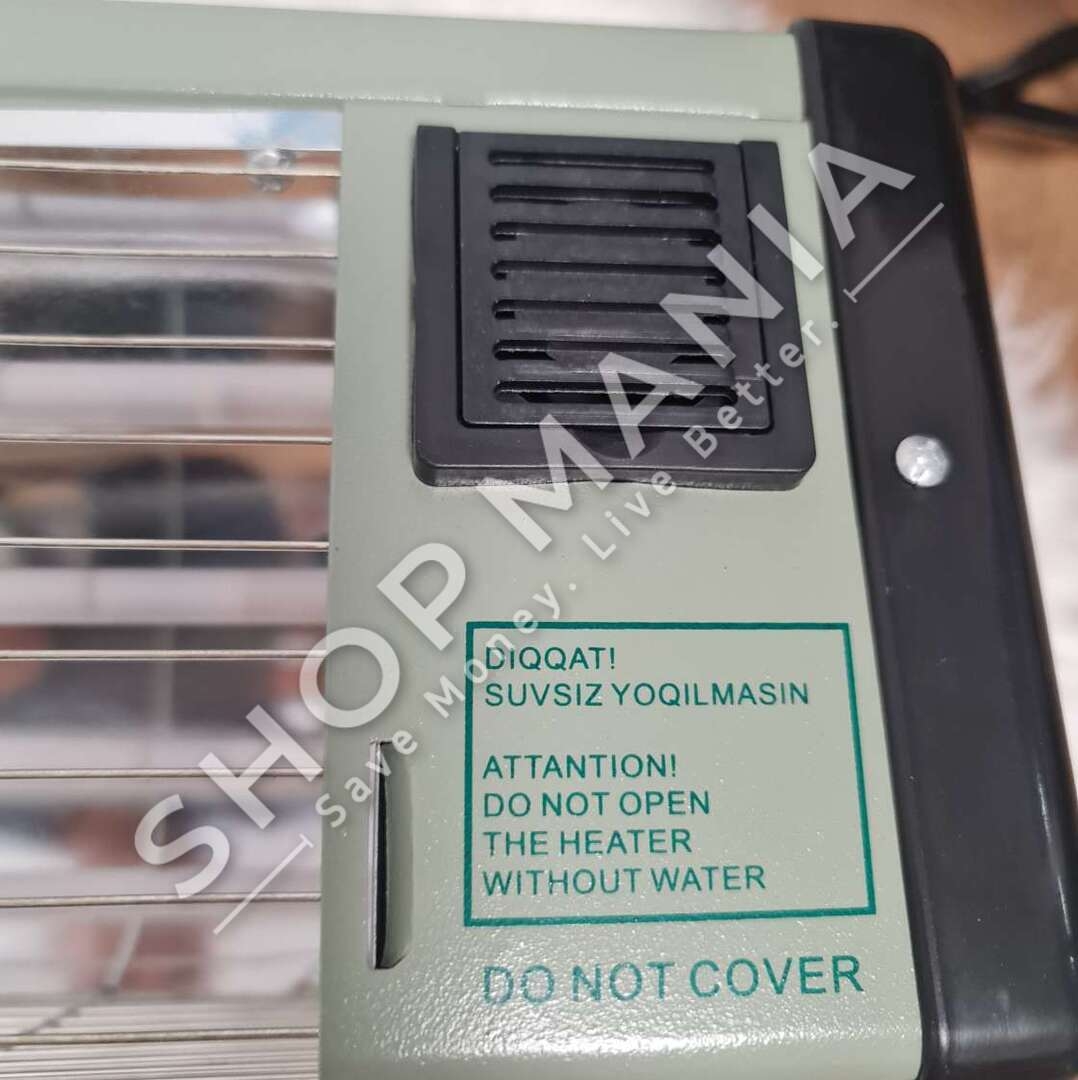 DIQQAT!
SUVSIZ YOQILMASIN
ATTANTION!
DO NOT OPEN
THE HEATER
WITHOUT WATER
DO NOT COVER
SHOP MANIA
Save Money. Live Better.